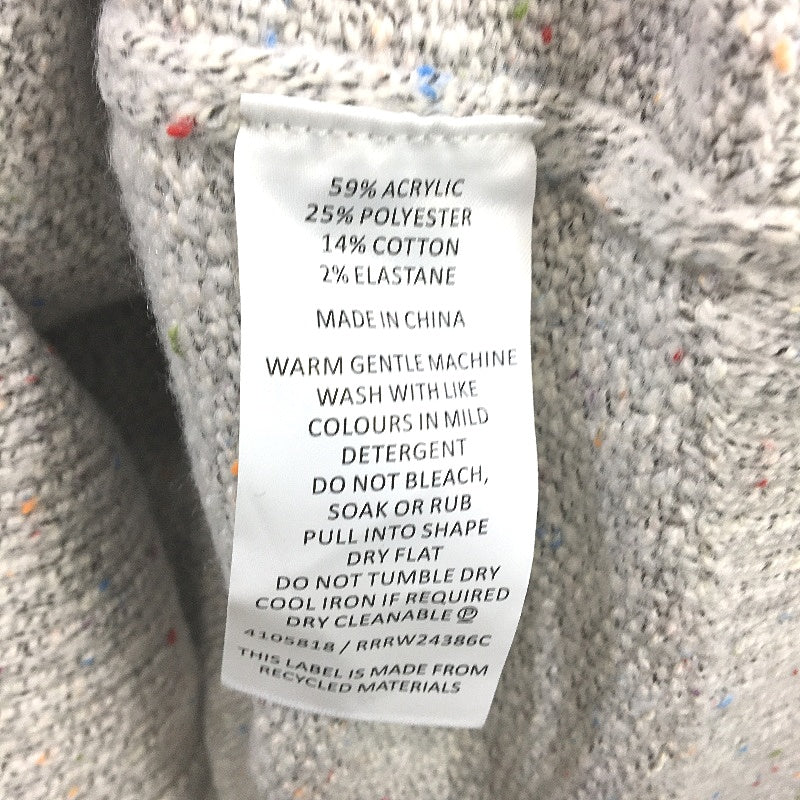 59% ACRYLIC
25% POLYESTER
14% COTTON
2% ELASTANE
MADE IN CHINA
WARM GENTLE MACHINE
WASH WITH LIKE
COLOURS IN MILD
DETERGENT
DO NOT BLEACH,
SOAK OR RUB
PULL INTO SHAPE
DRY FLAT
DO NOT TUMBLE DRY
COOL IRON IF REQUIRED
DRY CLEANABLE Ⓟ
4105818 / RRRW24386C
THIS LABEL IS MADE FROM
RECYCLED MATERIALS